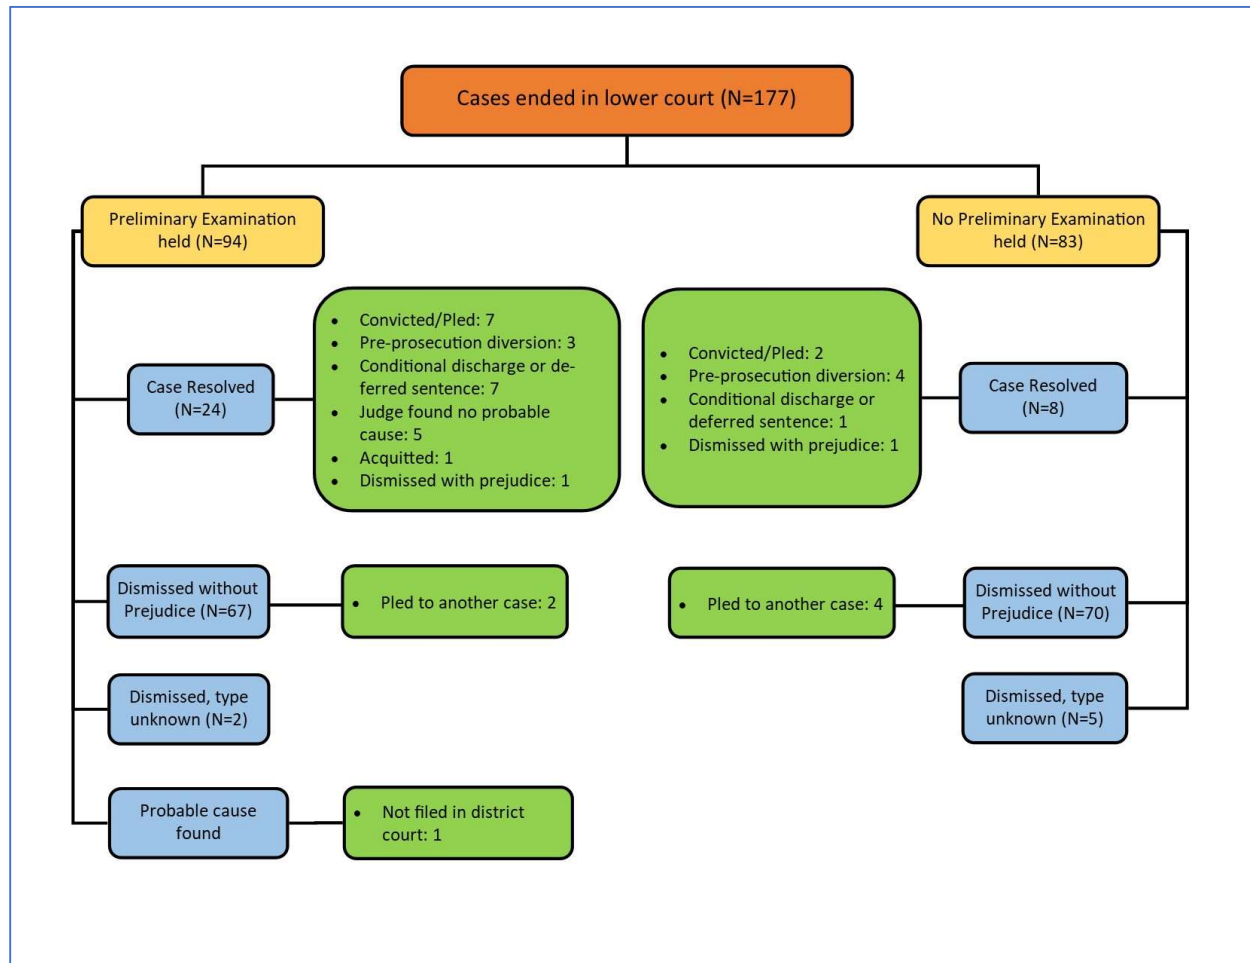 Cases ended in lower court (N=177)
Preliminary Examination
held (N=94)
No Preliminary Examination
held (N=83)
Case Resolved
(N=24)
• Convicted/Pled: 7
• Pre-prosecution diversion: 3
• Conditional discharge or de-
ferred sentence: 7
• Judge found no probable
cause: 5
• Acquitted: 1
• Dismissed with prejudice: 1
• Convicted/Pled: 2
• Pre-prosecution diversion: 4
• Conditional discharge or
deferred sentence: 1
• Dismissed with prejudice: 1
Case Resolved
(N=8)
Dismissed without
Prejudice (N=67)
• Pled to another case: 2
• Pled to another case: 4
Dismissed without
Prejudice (N=70)
Dismissed, type
unknown (N=2)
Dismissed, type
unknown (N=5)
Probable cause
found
• Not filed in district
court: 1